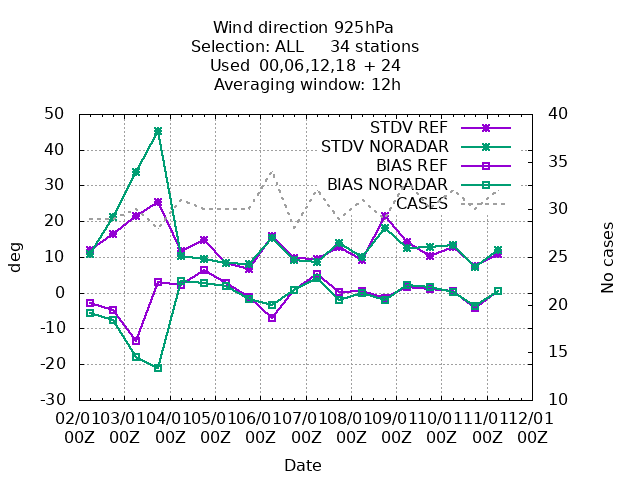 Wind direction 925hPa
Selection: ALL 34 stations
Used 00,06,12,18 + 24
Averaging window: 12h
50
40
30
20
10
0
-10
-20
-30
deg
40
35
30
25
20
15
10
No cases
STDV REF
STDV NORADAR
BIAS REF
BIAS NORADAR
CASES
02/01 03/01 04/01 05/01 06/01 07/01 08/01 09/01 10/01 11/01 12/01
00Z 00Z 00Z 00Z 00Z 00Z 00Z 00Z 00Z 00Z 00Z
Date